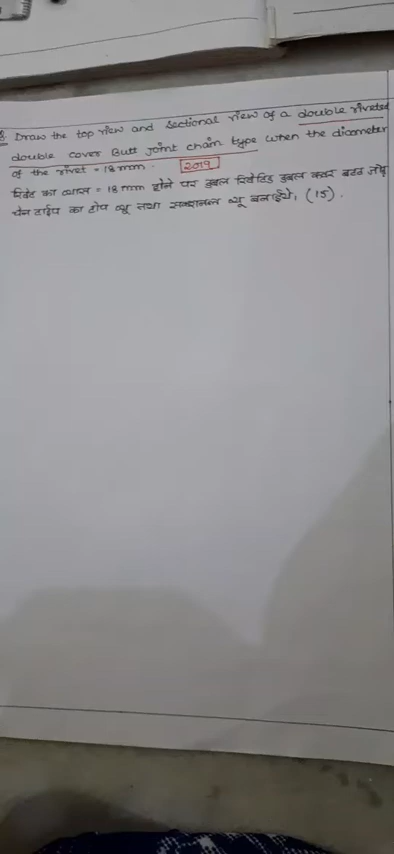 Q. Draw the top view and sectional view of a double riveted
double cover Butt joint chain type when the diameter
of the rivet = 18 mm. 2019
रिवेट का व्यास = 18 mm होने पर डबल रिवेटिड डबल कवर बटट जोड़
चेन टाईप का टोप व्यू तथा सेक्शनल व्यू बनाईये। (15).